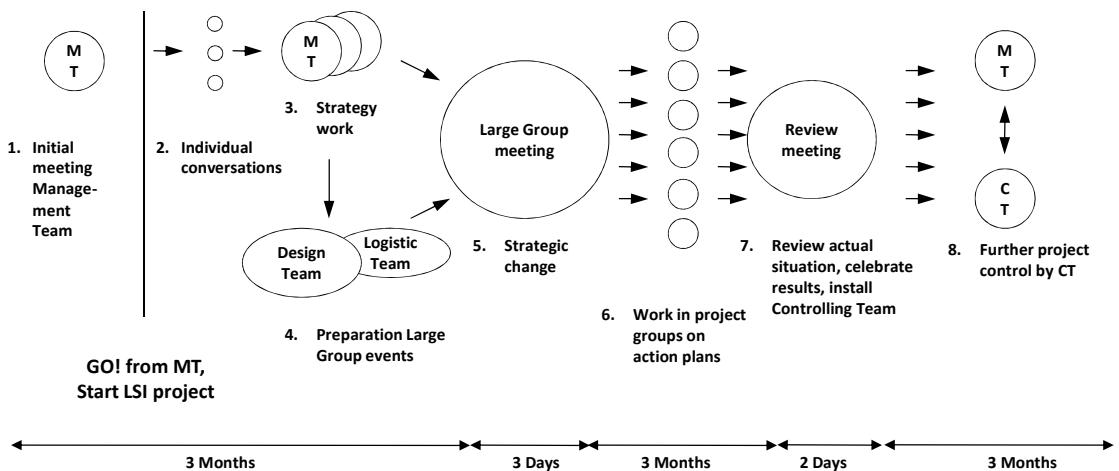 M
T
1. Initial
meeting
Manage-
ment
Team
2. Individual
conversations
M
T
3. Strategy
work
Design
Team
Logistic
Team
4. Preparation Large
Group events
GO! from MT,
Start LSI project
Large Group
meeting
5. Strategic
change
6. Work in project
groups on
action plans
Review
meeting
7. Review actual
situation, celebrate
results, install
Controlling Team
M
T
C
T
8. Further project
control by CT
3 Months
3 Days
3 Months
2 Days
3 Months